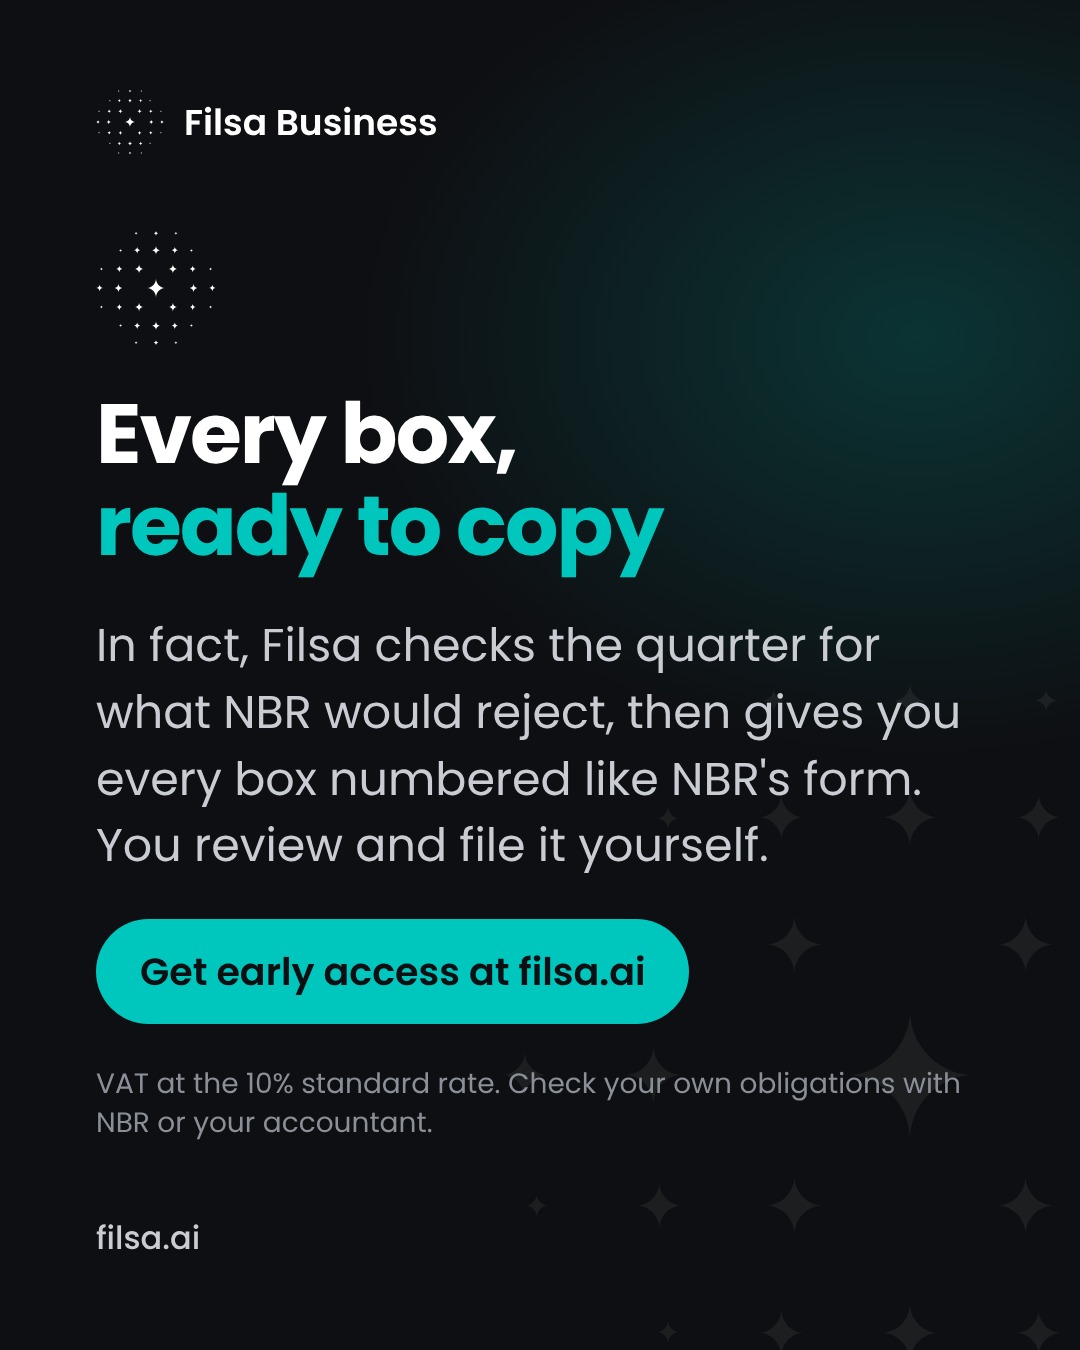 Filsa Business
Every box,
ready to copy
In fact, Filsa checks the quarter for
what NBR would reject, then gives you
every box numbered like NBR's form.
You review and file it yourself.
Get early access at filsa.ai
VAT at the 10% standard rate. Check your own obligations with
NBR or your accountant.
filsa.ai